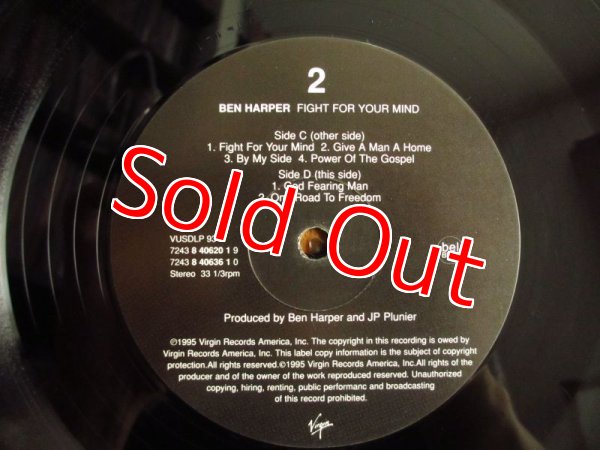 2
BEN HARPER FIGHT FOR YOUR MIND
Side C (other side)
1. Fight For Your Mind 2. Give A Man A Home
3. By My Side 4. Power Of The Gospel
Side D (this side)
1. God Fearing Man
2. One Road To Freedom
Sold Out
VUSDLP 93
7243 8 40620 1 9
7243 8 40636 1 0
Stereo 33 1/3rpm
Produced by Ben Harper and JP Plunier
©1995 Virgin Records America, Inc. The copyright in this recording is owed by
Virgin Records America, Inc. This label copy information is the subject of copyright
protection.All rights reserved.©1995 Virgin Records America, Inc. All rights of the
producer and of the owner of the work reproduced reserved. Unauthorized
copying, hiring, renting, public performanc and broadcasting
of this record prohibited.
Virgin